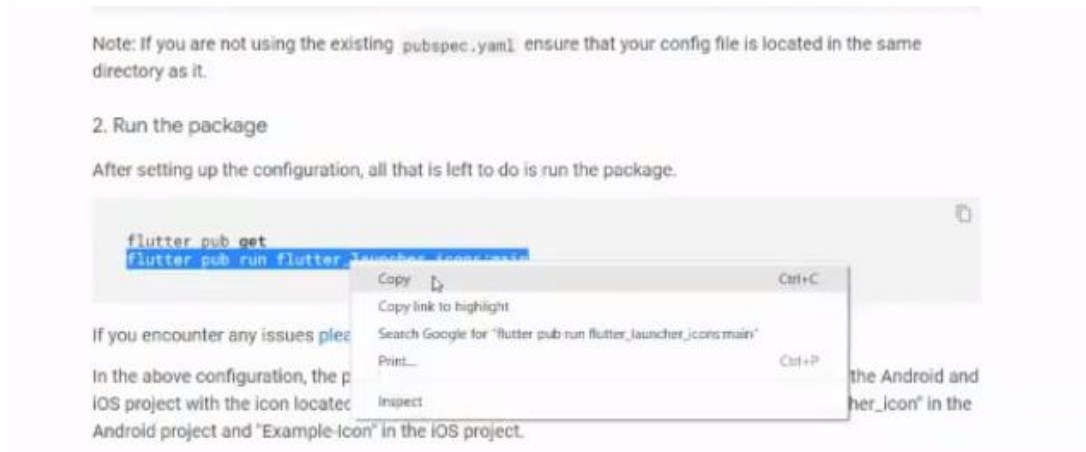 Note: If you are not using the existing pubspec.yaml ensure that your config file is located in the same
directory as it.
2. Run the package
After setting up the configuration, all that is left to do is run the package.
flutter pub get
flutter pub run flutter_launcher_icons:main
Copy Ctrl+C
Copy link to highlight
If you encounter any issues plea
Search Google for "flutter pub run flutter_launcher_icons:main"
Print... Ctrl+P
In the above configuration, the p the Android and
Inspect
iOS project with the icon located her_icon" in the
Android project and "Example-Icon" in the iOS project.